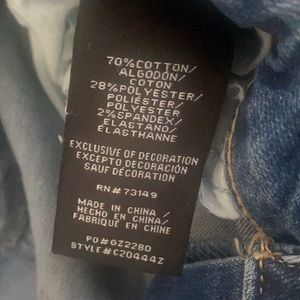 70%COTTON/
ALGODÓN/
COTON
28%POLYESTER/
POLIÉSTER/
POLYESTER
2%SPANDEX/
ELASTANO/
ELASTHANNE
EXCLUSIVE OF DECORATION
EXCEPTO DECORACIÓN
SAUF DÉCORATION
RN#73149
MADE IN CHINA/
HECHO EN CHINA/
FABRIQUÉ EN CHINE
PO#GZ2280
STYLE#C20444Z